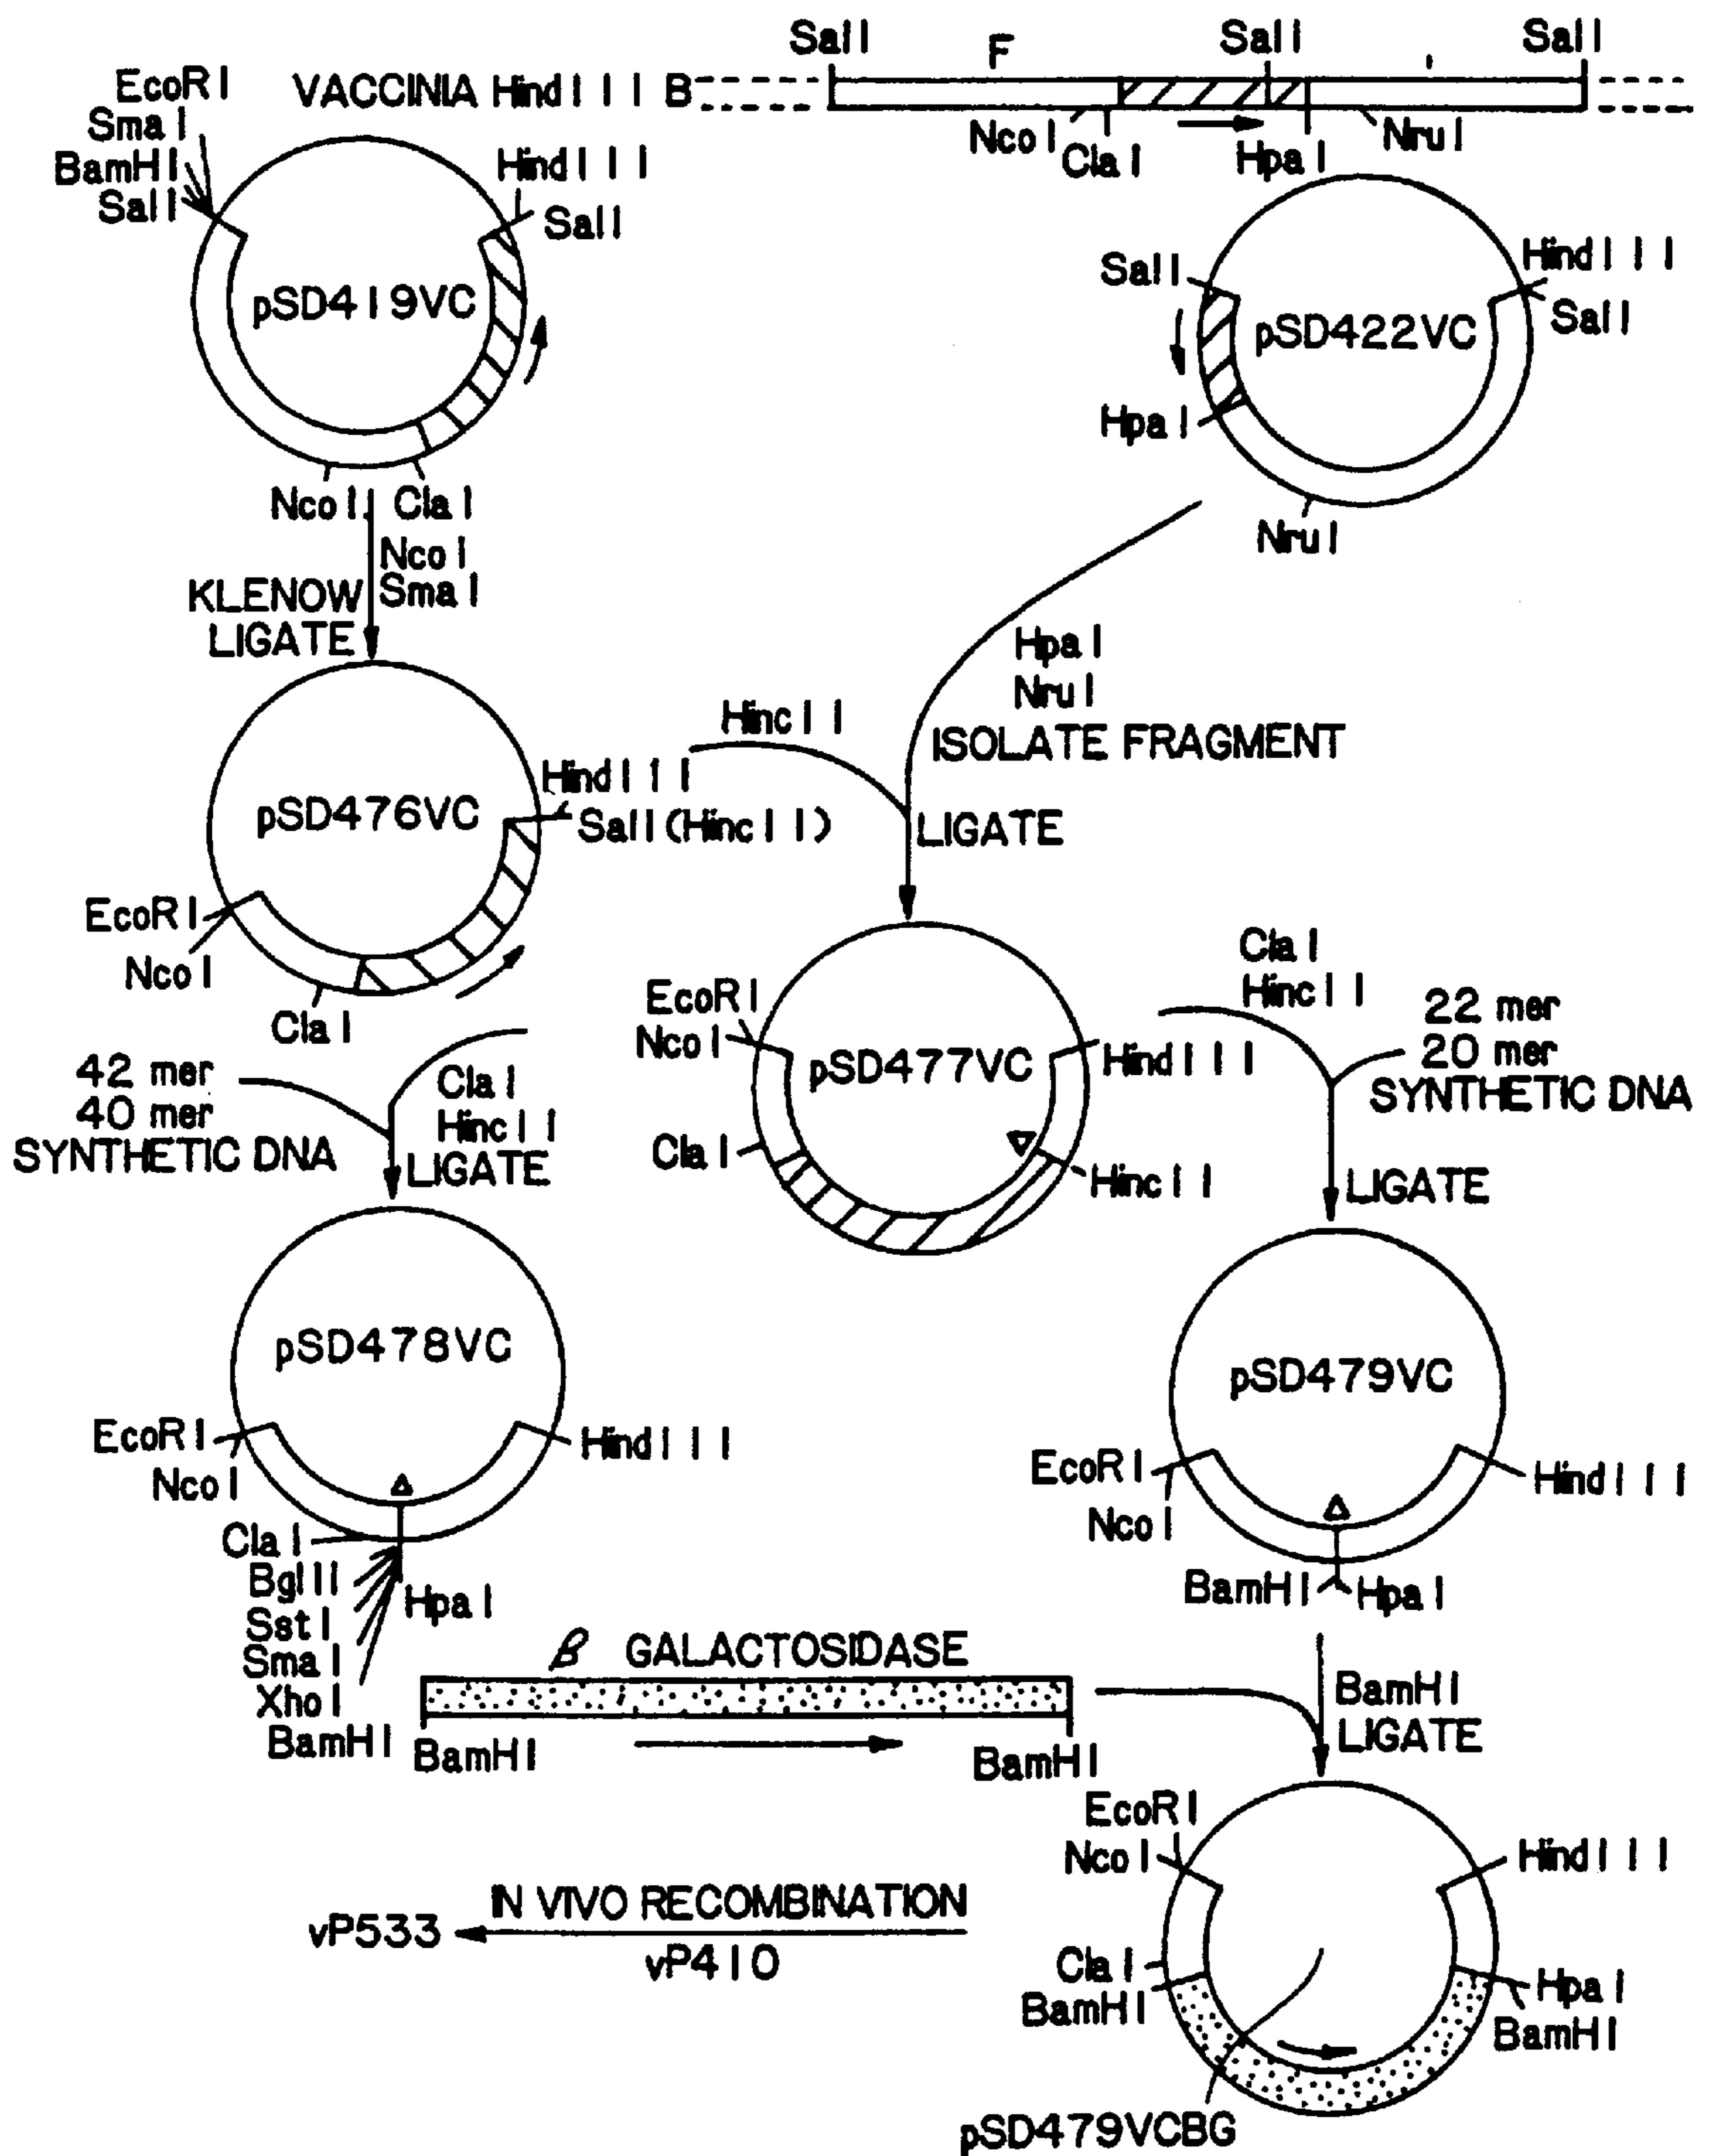 SalI F SalI SalI
VACCINIA HindIII B
NcoI ClaI HpaI NruI
EcoRI
SmaI
BamHI
SalI
HindIII
SalI
pSD419VC
NcoI ClaI
SalI
HindIII
SalI
pSD422VC
HpaI
NruI
NcoI
SmaI
KLENOW
LIGATE
HpaI
NruI
ISOLATE FRAGMENT
HincII
LIGATE
pSD476VC
HindIII
SalI(HincII)
EcoRI
NcoI
ClaI
42 mer
40 mer
SYNTHETIC DNA
ClaI
HincII
LIGATE
EcoRI
NcoI
pSD477VC
HindIII
ClaI
HincII
ClaI
HincII
22 mer
20 mer
SYNTHETIC DNA
LIGATE
pSD478VC
EcoRI
NcoI
HindIII
ClaI
BglII
SstI
SmaI
XhoI
BamHI
HpaI
pSD479VC
EcoRI
NcoI
HindIII
BamHI HpaI
β GALACTOSIDASE
BamHI BamHI
BamHI
LIGATE
EcoRI
NcoI
HindIII
ClaI
BamHI
HpaI
BamHI
pSD479VCBG
IN VIVO RECOMBINATION
vP410
vP533